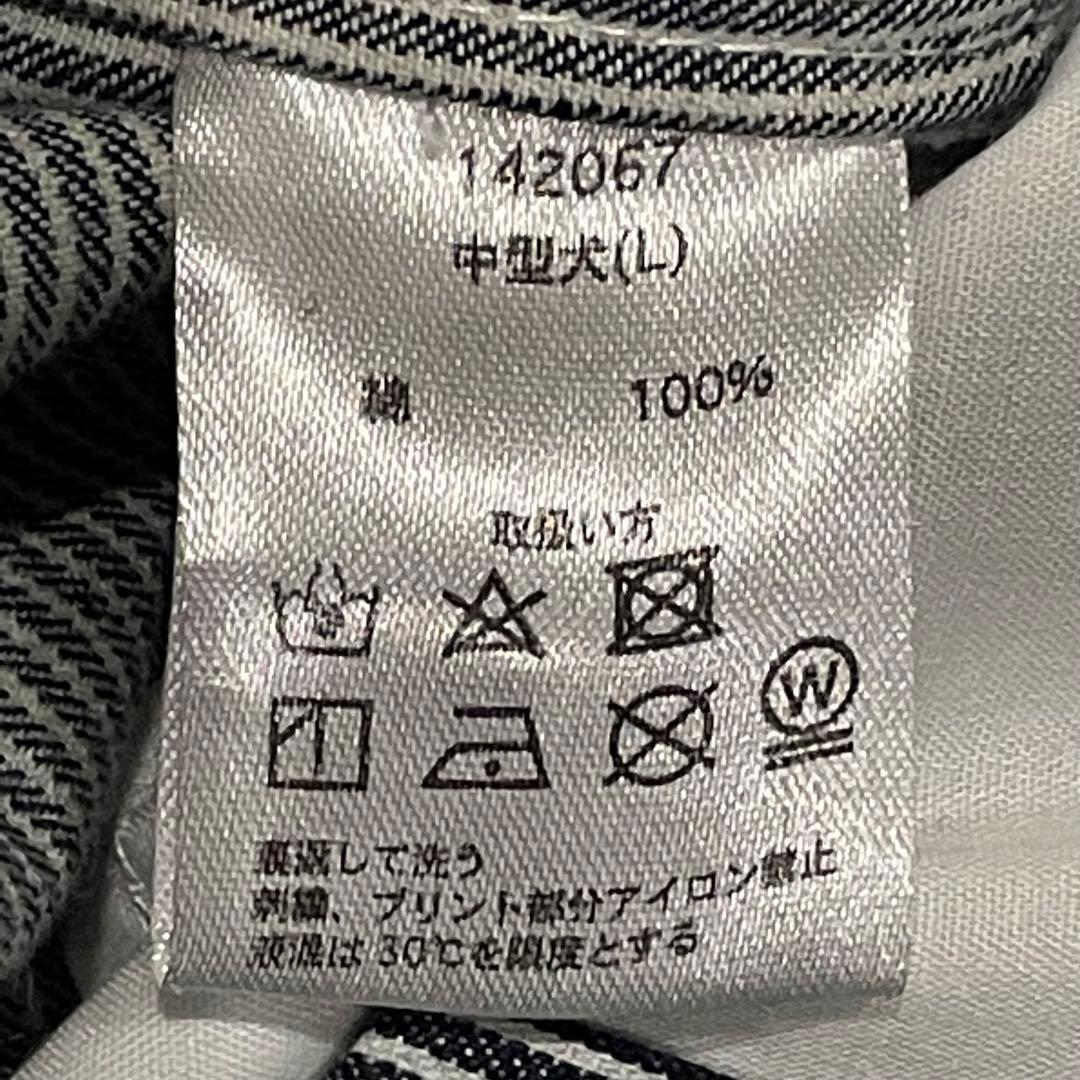 142067
中型犬(L)
綿 100%
取扱い方
W
裏返して洗う
刺繍、プリント部分アイロン禁止
液温は30℃を限度とする